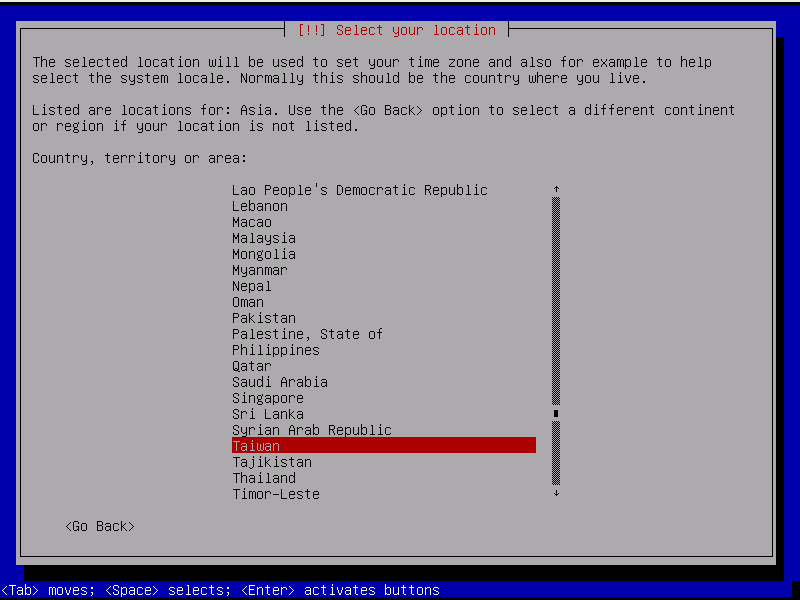 [!!] Select your location
The selected location will be used to set your time zone and also for example to help
select the system locale. Normally this should be the country where you live.
Listed are locations for: Asia. Use the <Go Back> option to select a different continent
or region if your location is not listed.
Country, territory or area:
Lao People's Democratic Republic
Lebanon
Macao
Malaysia
Mongolia
Myanmar
Nepal
Oman
Pakistan
Palestine, State of
Philippines
Qatar
Saudi Arabia
Singapore
Sri Lanka
Syrian Arab Republic
Taiwan
Tajikistan
Thailand
Timor-Leste
<Go Back>
<Tab> moves; <Space> selects; <Enter> activates buttons